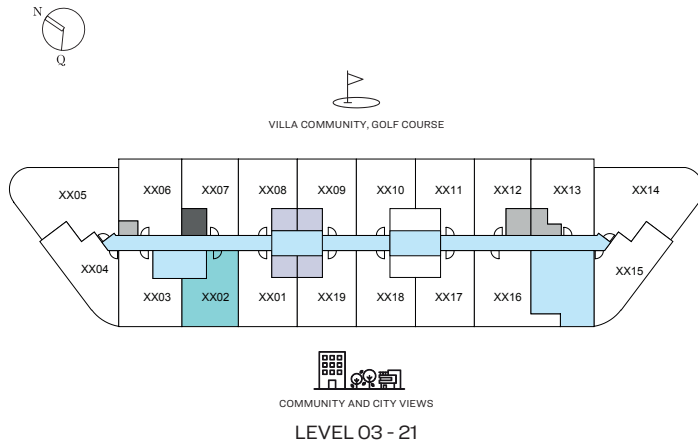 N
Q
VILLA COMMUNITY, GOLF COURSE
XX05 XX06 XX07 XX08 XX09 XX10 XX11 XX12 XX13 XX14
XX04 XX03 XX02 XX01 XX19 XX18 XX17 XX16 XX15
COMMUNITY AND CITY VIEWS
LEVEL 03 - 21